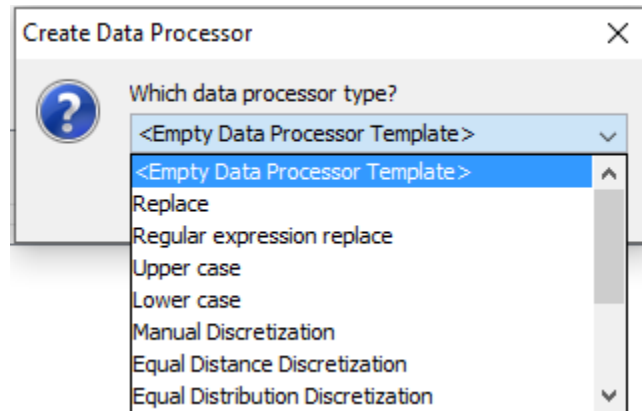 Create Data Processor
Which data processor type?
<Empty Data Processor Template>
<Empty Data Processor Template>
Replace
Regular expression replace
Upper case
Lower case
Manual Discretization
Equal Distance Discretization
Equal Distribution Discretization